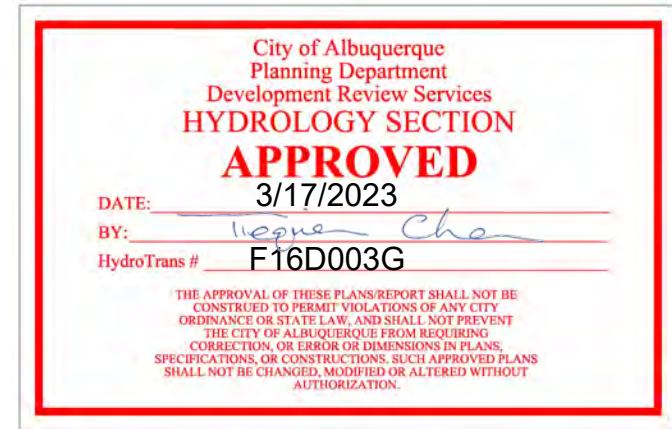 City of Albuquerque
Planning Department
Development Review Services
HYDROLOGY SECTION
APPROVED
DATE: 3/17/2023
BY: Chen
HydroTrans # F16D003G
THE APPROVAL OF THESE PLANS/REPORT SHALL NOT BE
CONSTRUED TO PERMIT VIOLATIONS OF ANY CITY
ORDINANCE OR STATE LAW, AND SHALL NOT PREVENT
THE CITY OF ALBUQUERQUE FROM REQUIRING
CORRECTION, OR ERROR OR DIMENSIONS IN PLANS,
SPECIFICATIONS, OR CONSTRUCTIONS. SUCH APPROVED PLANS
SHALL NOT BE CHANGED, MODIFIED OR ALTERED WITHOUT
AUTHORIZATION.